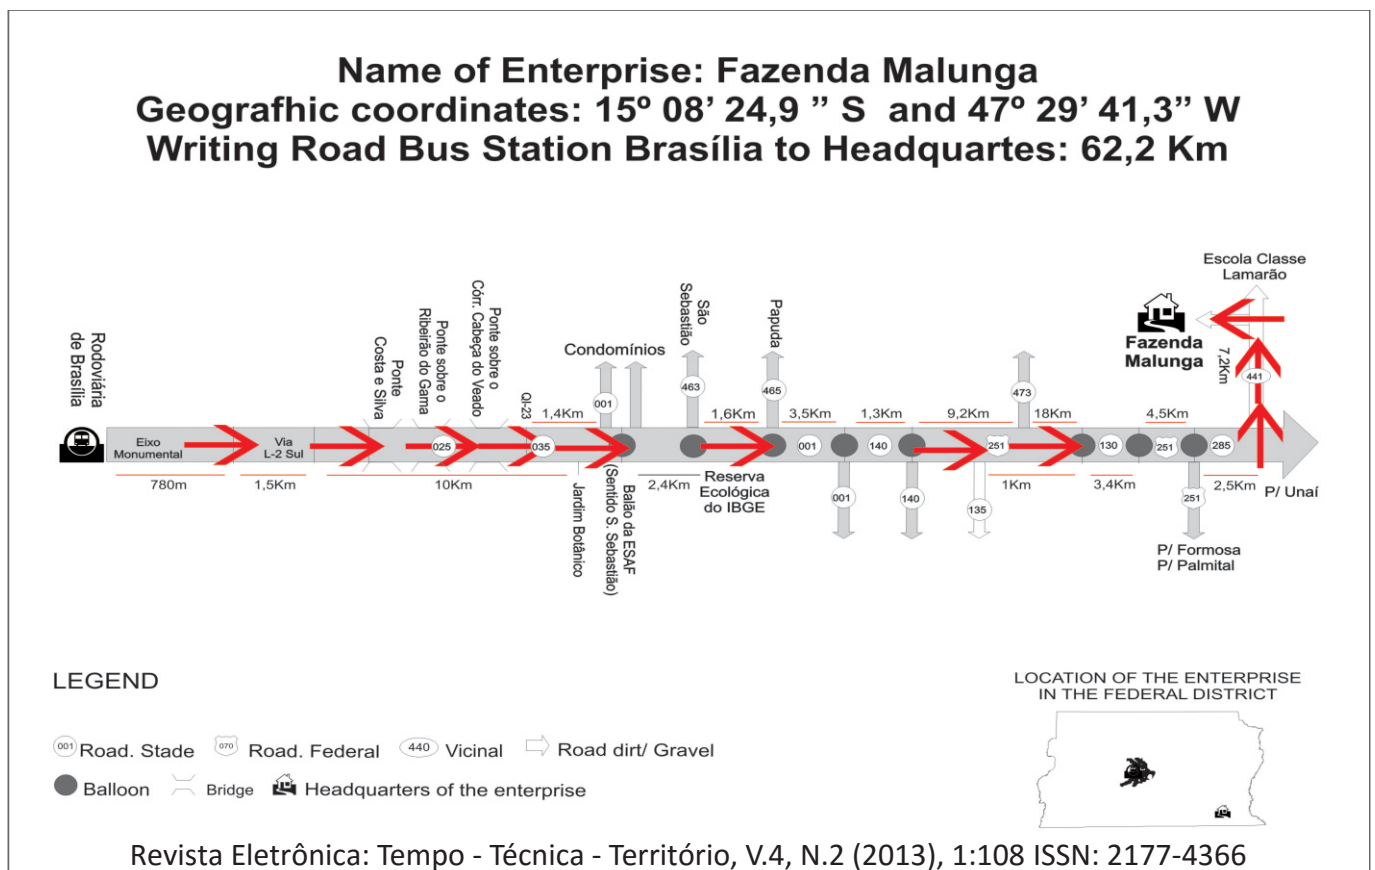 Name of Enterprise: Fazenda Malunga
Geografhic coordinates: 15º 08’ 24,9 ” S and 47º 29’ 41,3” W
Writing Road Bus Station Brasília to Headquartes: 62,2 Km
Rodoviária
de Brasília
Eixo
Monumental
780m
Via
L-2 Sul
1,5Km
Ponte
Costa e Silva
Ponte sobre o
Ribeirão do Gama
025
Ponte sobre o
Córr. Cabeça do Veado
10Km
QI-23
035
1,4Km
Jardim Botânico
Condomínios
001
Balão da ESAF
(Sentido S. Sebastião)
2,4Km
São
Sebastião
463
1,6Km
Reserva
Ecológica
do IBGE
Papuda
465
3,5Km
001
001
1,3Km
140
140
9,2Km
135
251
1Km
473
18Km
130
3,4Km
4,5Km
251
251
P/ Formosa
P/ Palmital
285
2,5Km
P/ Unaí
441
7,2Km
Escola Classe
Lamarão
Fazenda
Malunga
LEGEND
001 Road. Stade
070 Road. Federal
440 Vicinal
Road dirt/ Gravel
Balloon
Bridge
Headquarters of the enterprise
LOCATION OF THE ENTERPRISE
IN THE FEDERAL DISTRICT
Revista Eletrônica: Tempo - Técnica - Território, V.4, N.2 (2013), 1:108 ISSN: 2177-4366